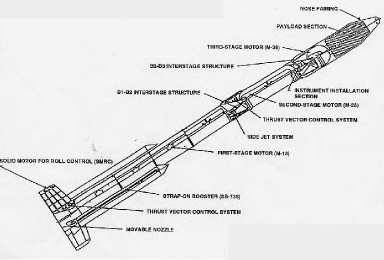 NOSE FAIRING
PAYLOAD SECTION
THIRD-STAGE MOTOR (M-3B)
B2-B3 INTERSTAGE STRUCTURE
B1-B2 INTERSTAGE STRUCTURE
INSTRUMENT INSTALLATION
SECTION
SECOND-STAGE MOTOR (M-23)
THRUST VECTOR CONTROL SYSTEM
SIDE JET SYSTEM
FIRST-STAGE MOTOR (M-13)
SOLID MOTOR FOR ROLL CONTROL (SMRC)
STRAP-ON BOOSTER (SB-735)
THRUST VECTOR CONTROL SYSTEM
MOVABLE NOZZLE